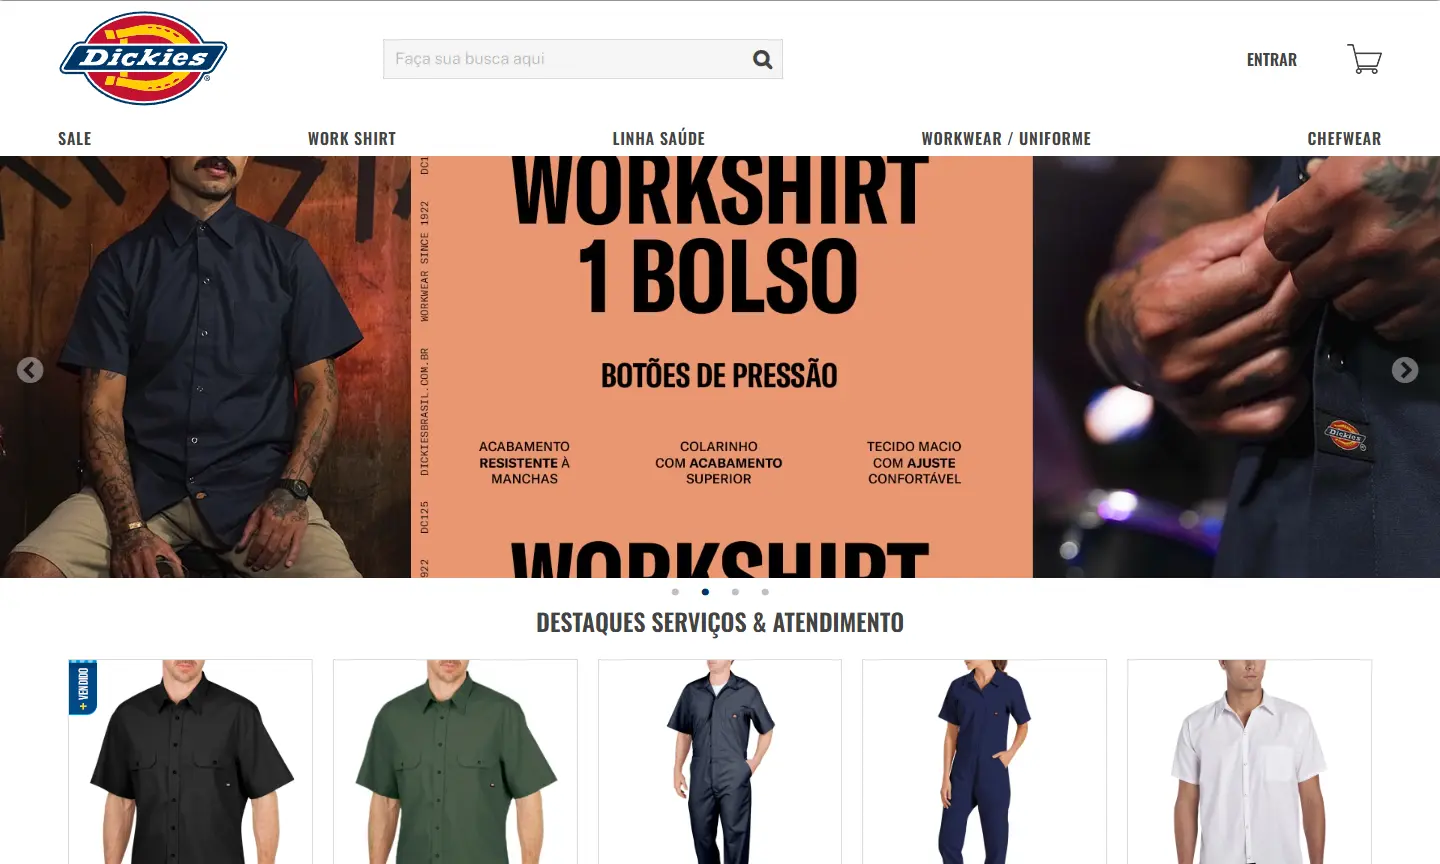 Dickies
Faça sua busca aqui
ENTRAR
SALE
WORK SHIRT
LINHA SAÚDE
WORKWEAR / UNIFORME
CHEFWEAR
WORKSHIRT
1 BOLSO
BOTÕES DE PRESSÃO
ACABAMENTO
RESISTENTE À
MANCHAS
COLARINHO
COM ACABAMENTO
SUPERIOR
TECIDO MACIO
COM AJUSTE
CONFORTÁVEL
WORKSHIRT
922 DC125 DICKIESBRASIL.COM.BR WORKWEAR SINCE 1922 DC1
Dickies
DESTAQUES SERVIÇOS & ATENDIMENTO
+ VENDIDO